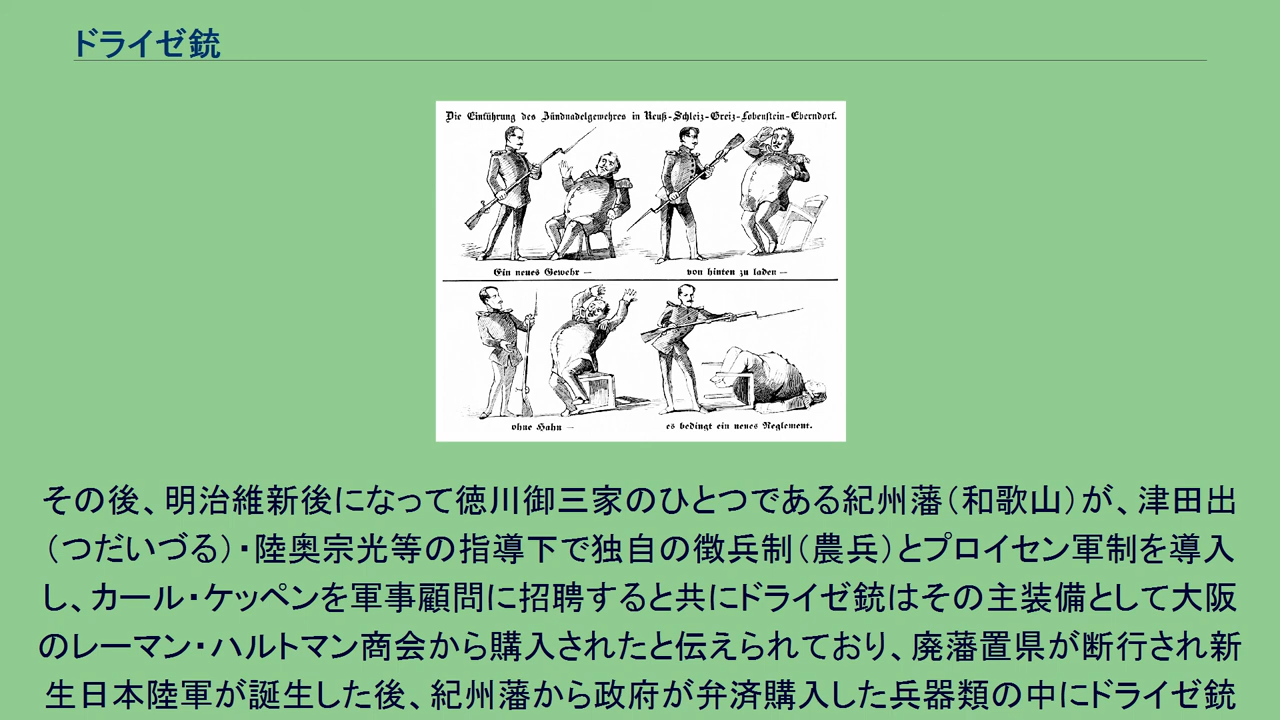 ドライゼ銃
Die Einführung des Zündnadelgewehres in Reuß-Schleiz-Greiz-Lobenstein-Eberndorf.
Ein neues Gewehr —
von hinten zu laden —
ohne Hahn —
es bedingt ein neues Reglement.
その後、明治維新後になって徳川御三家のひとつである紀州藩（和歌山）が、津田出
（つだいづる）・陸奥宗光等の指導下で独自の徴兵制（農兵）とプロイセン軍制を導入
し、カール・ケッペンを軍事顧問に招聘すると共にドライゼ銃はその主装備として大阪
のレーマン・ハルトマン商会から購入されたと伝えられており、廃藩置県が断行され新
生日本陸軍が誕生した後、紀州藩から政府が弁済購入した兵器類の中にドライゼ銃